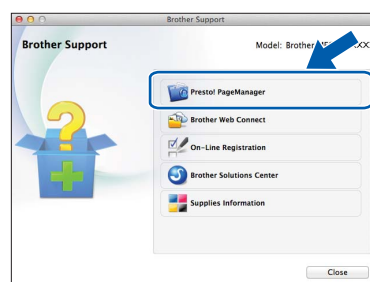 Brother Support
Brother Support
Model: Brother
Presto! PageManager
Brother Web Connect
On-Line Registration
Brother Solutions Center
Supplies Information
Close